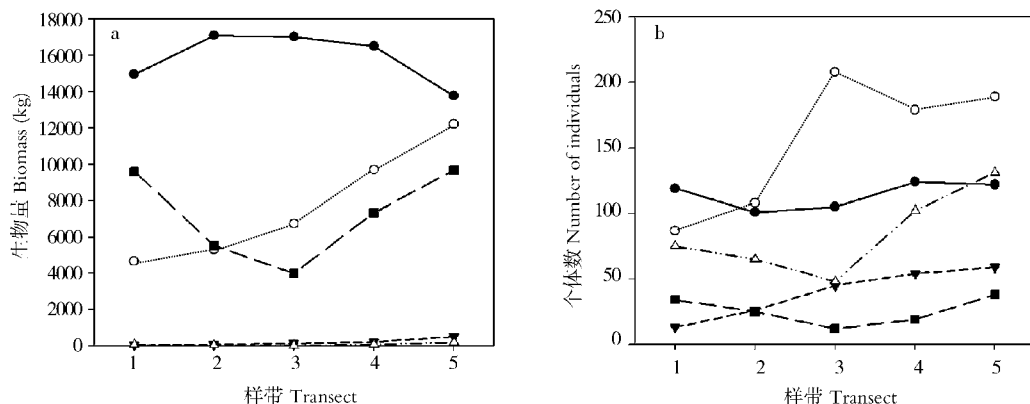 a
18000
16000
14000
12000
10000
8000
6000
4000
2000
0
生物量 Biomass (kg)
1 2 3 4 5
样带 Transect
b
250
200
150
100
50
0
个体数 Number of individuals
1 2 3 4 5
样带 Transect